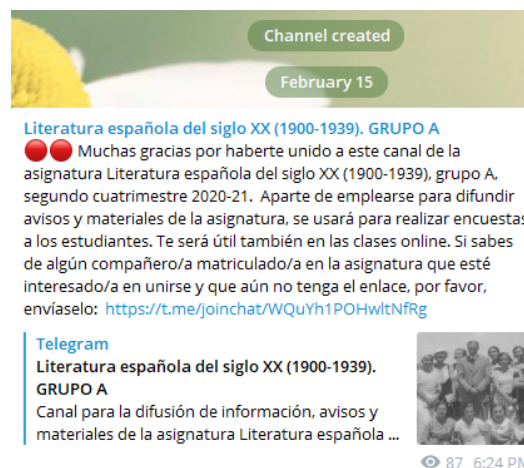 Channel created
February 15
Literatura española del siglo XX (1900-1939). GRUPO A
Muchas gracias por haberte unido a este canal de la
asignatura Literatura española del siglo XX (1900-1939), grupo A,
segundo cuatrimestre 2020-21. Aparte de emplearse para difundir
avisos y materiales de la asignatura, se usará para realizar encuestas
a los estudiantes. Te será útil también en las clases online. Si sabes
de algún compañero/a matriculado/a en la asignatura que esté
interesado/a en unirse y que aún no tenga el enlace, por favor,
envíaselo: https://t.me/joinchat/WQuYh1POHwltNfRg
Telegram
Literatura española del siglo XX (1900-1939).
GRUPO A
Canal para la difusión de información, avisos y
materiales de la asignatura Literatura española ...
87 6:24 PM